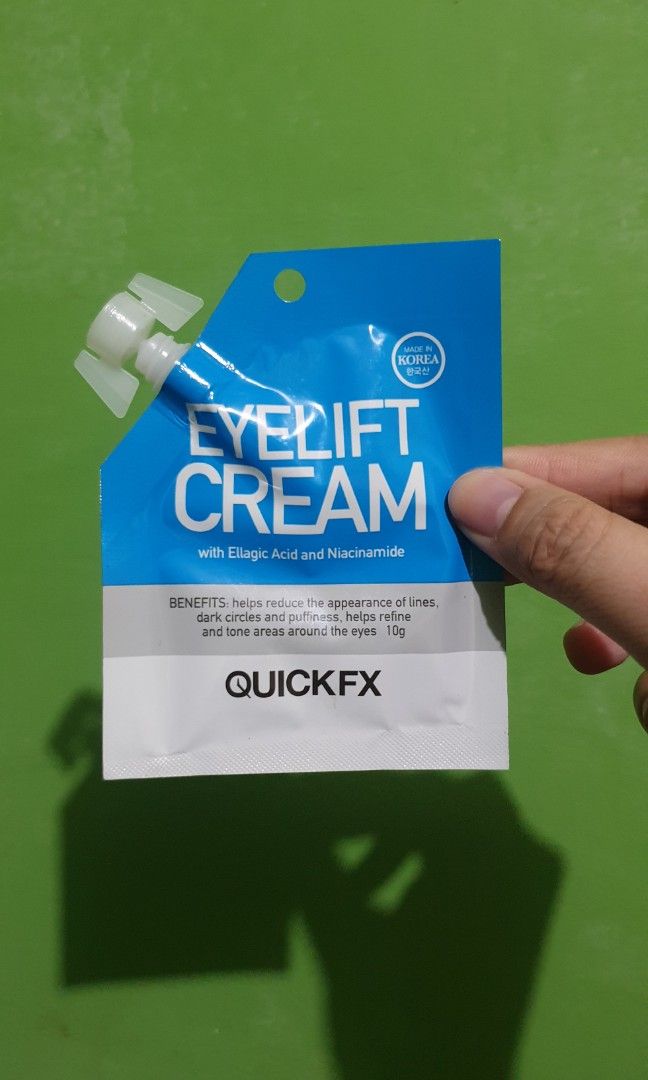 MADE IN
KOREA
한국산
EYELIFT
CREAM
with Ellagic Acid and Niacinamide
BENEFITS: helps reduce the appearance of lines,
dark circles and puffiness, helps refine
and tone areas around the eyes 10g
QUICKFX